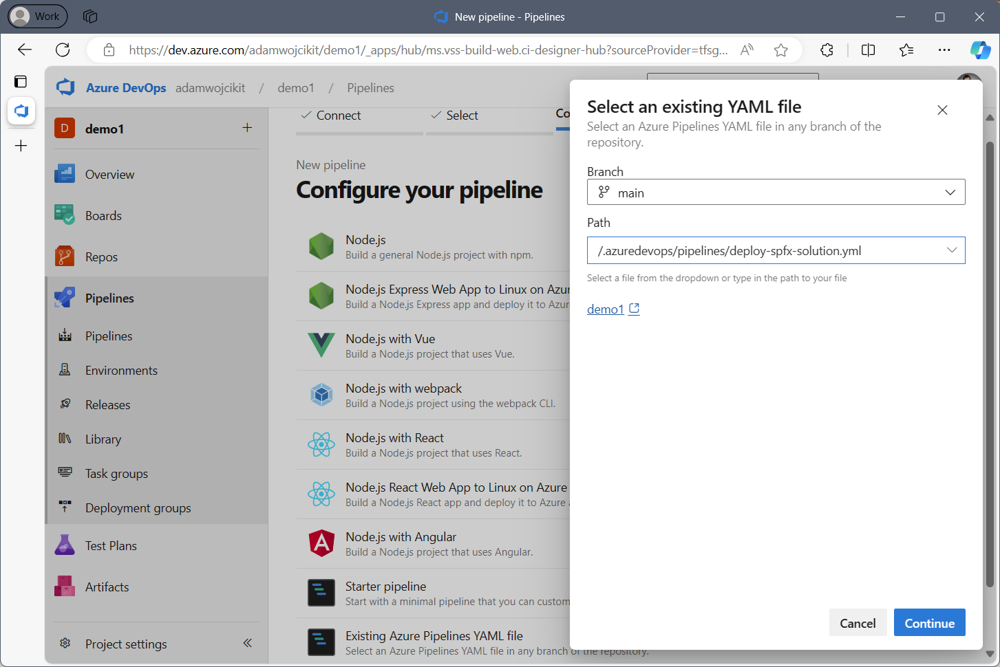 Work
New pipeline - Pipelines
https://dev.azure.com/adamwojcikit/demo1/_apps/hub/ms.vss-build-web.ci-designer-hub?sourceProvider=tfsg...
Azure DevOps adamwojcikit / demo1 / Pipelines
D demo1
Overview
Boards
Repos
Pipelines
Pipelines
Environments
Releases
Library
Task groups
Deployment groups
Test Plans
Artifacts
Project settings
Connect
Select
Co
New pipeline
Configure your pipeline
Node.js
Build a general Node.js project with npm.
Node.js Express Web App to Linux on Azur
Build a Node.js Express app and deploy it to Azur
Node.js with Vue
Build a Node.js project that uses Vue.
Node.js with webpack
Build a Node.js project using the webpack CLI.
Node.js with React
Build a Node.js project that uses React.
Node.js React Web App to Linux on Azure
Build a Node.js React app and deploy it to Azure a
Node.js with Angular
Build a Node.js project that uses Angular.
Starter pipeline
Start with a minimal pipeline that you can custom
Existing Azure Pipelines YAML file
Select an Azure Pipelines YAML file in any branch of the repository.
Select an existing YAML file
Select an Azure Pipelines YAML file in any branch of the
repository.
Branch
main
Path
/.azuredevops/pipelines/deploy-spfx-solution.yml
Select a file from the dropdown or type in the path to your file
demo1
Cancel
Continue